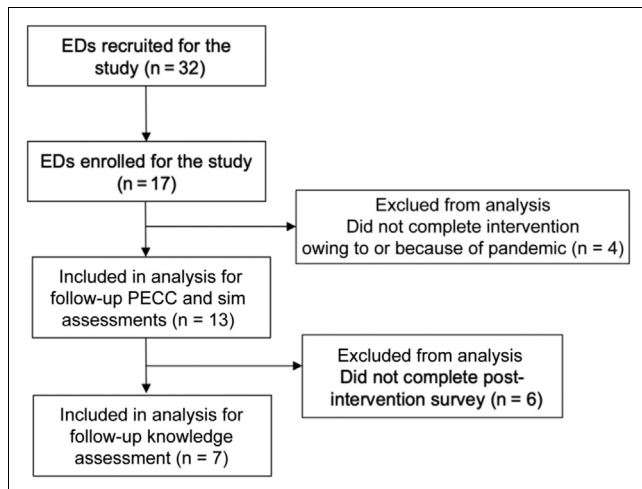 EDs recruited for the
study (n = 32)
EDs enrolled for the study
(n = 17)
Exclued from analysis
Did not complete intervention
owing to or because of pandemic (n = 4)
Included in analysis for
follow-up PECC and sim
assessments (n = 13)
Excluded from analysis
Did not complete post-
intervention survey (n = 6)
Included in analysis for
follow-up knowledge
assessment (n = 7)